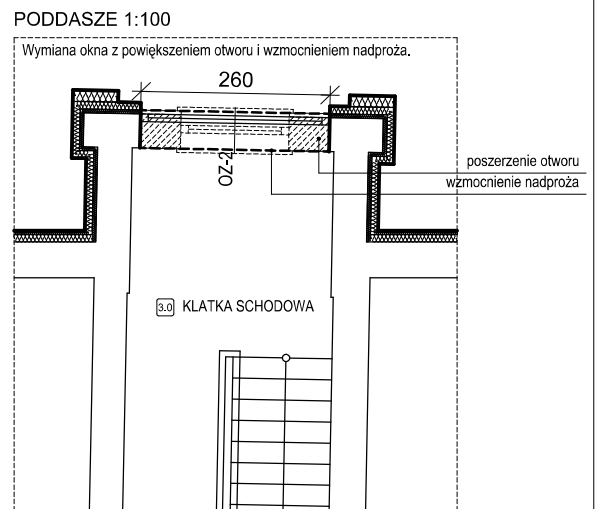 PODDASZE 1:100
Wymiana okna z powiększeniem otworu i wzmocnieniem nadproża.
260
poszerzenie otworu
OZ-2
wzmocnienie nadproża
3.0 KLATKA SCHODOWA